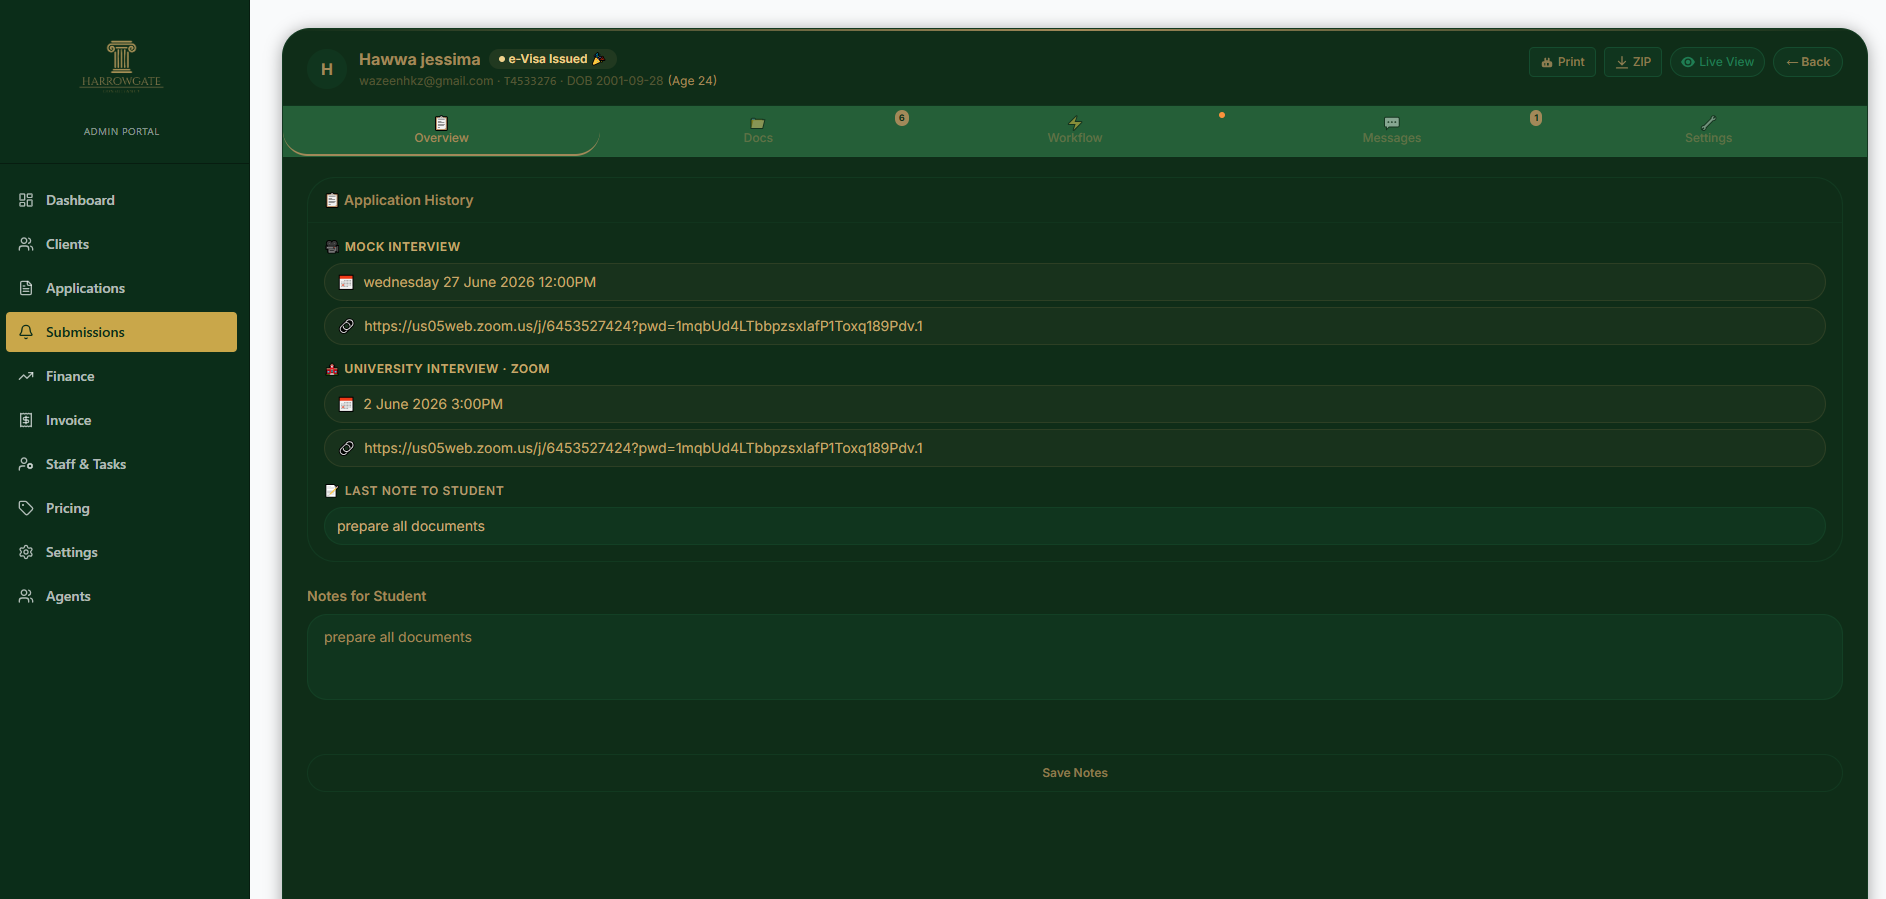 HARROWGATE
ADMIN PORTAL
Dashboard
Clients
Applications
Submissions
Finance
Invoice
Staff & Tasks
Pricing
Settings
Agents
H
Hawwa jessima
e-Visa Issued
wazeenhkz@gmail.com · T4533276 · DOB 2001-09-28 (Age 24)
Print
ZIP
Live View
← Back
Overview
Docs
6
Workflow
Messages
1
Settings
Application History
MOCK INTERVIEW
wednesday 27 June 2026 12:00PM
https://us05web.zoom.us/j/6453527424?pwd=1mqbUd4LTbbpzsxlafP1Toxq189Pdv.1
UNIVERSITY INTERVIEW · ZOOM
2 June 2026 3:00PM
https://us05web.zoom.us/j/6453527424?pwd=1mqbUd4LTbbpzsxlafP1Toxq189Pdv.1
LAST NOTE TO STUDENT
prepare all documents
Notes for Student
prepare all documents
Save Notes